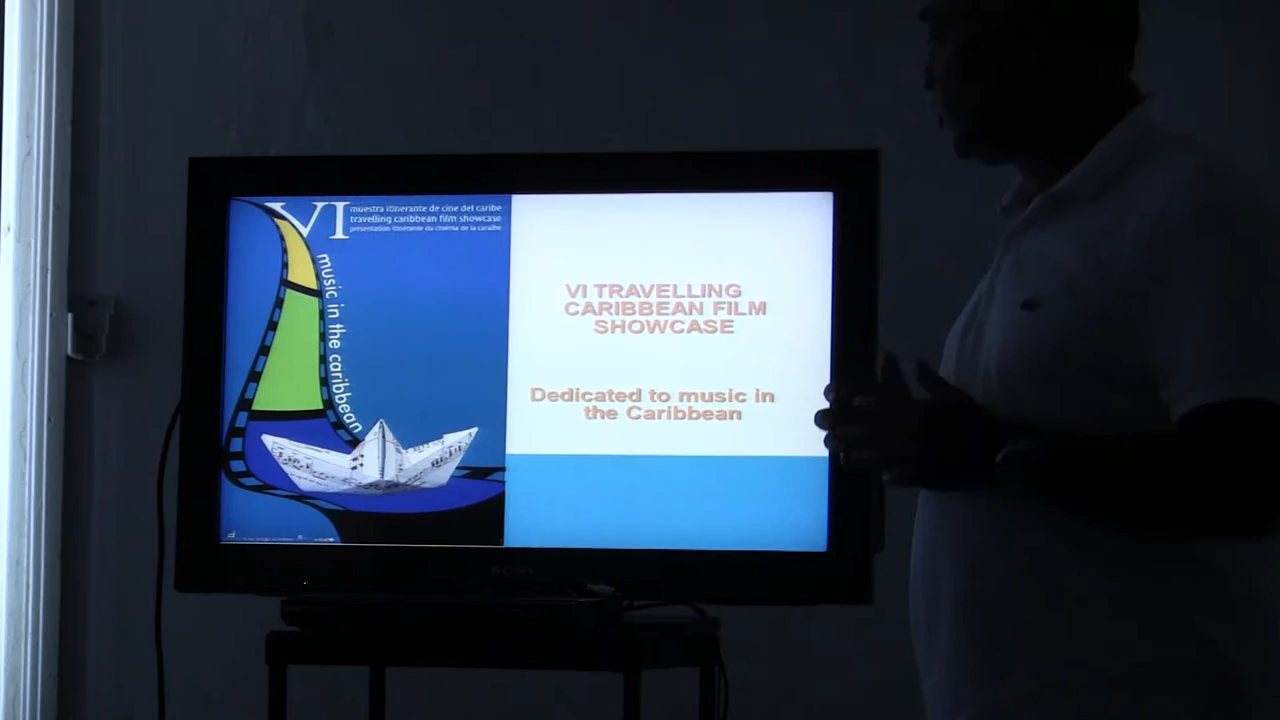 VI
muestra itinerante de cine del caribe
travelling caribbean film showcase
présentation itinérante du cinéma de la caraïbe
music in the caribbean
VI TRAVELLING
CARIBBEAN FILM
SHOWCASE
Dedicated to music in
the Caribbean
SONY